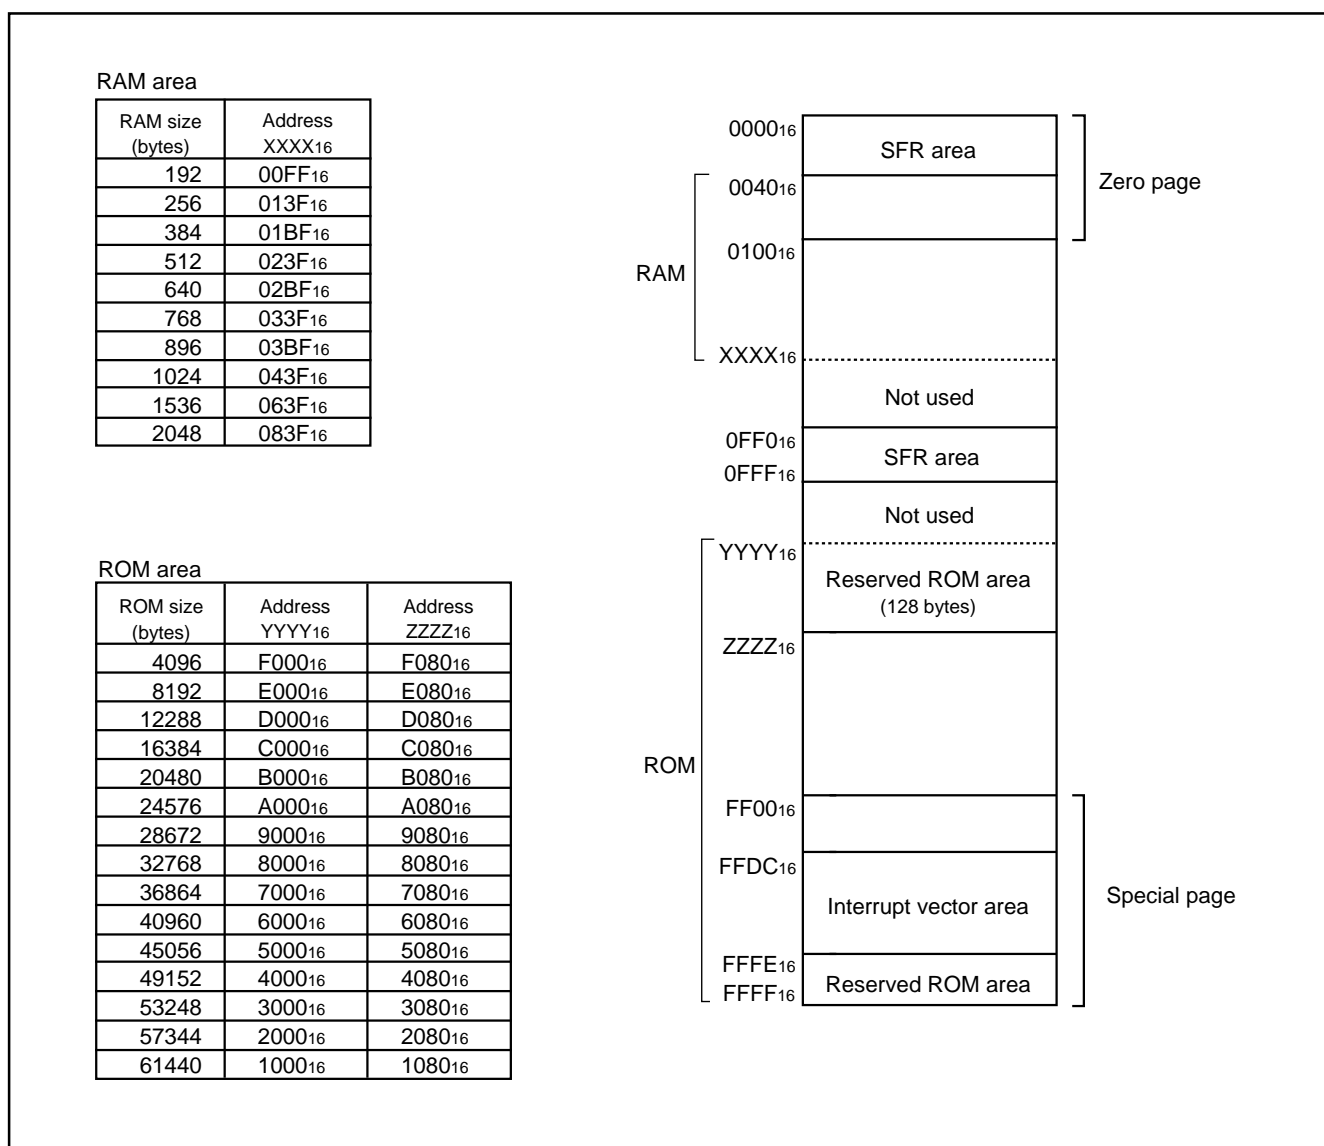 RAM area
RAM size (bytes) Address XXXX16
192 00FF16
256 013F16
384 01BF16
512 023F16
640 02BF16
768 033F16
896 03BF16
1024 043F16
1536 063F16
2048 083F16
ROM area
ROM size (bytes) Address YYYY16 Address ZZZZ16
4096 F00016 F08016
8192 E00016 E08016
12288 D00016 D08016
16384 C00016 C08016
20480 B00016 B08016
24576 A00016 A08016
28672 900016 908016
32768 800016 808016
36864 700016 708016
40960 600016 608016
45056 500016 508016
49152 400016 408016
53248 300016 308016
57344 200016 208016
61440 100016 108016
000016
SFR area
Zero page
004016
010016
RAM
XXXX16
Not used
0FF016
SFR area
0FFF16
Not used
YYYY16
Reserved ROM area
(128 bytes)
ZZZZ16
ROM
FF0016
FFDC16
Interrupt vector area
Special page
FFFE16
Reserved ROM area
FFFF16